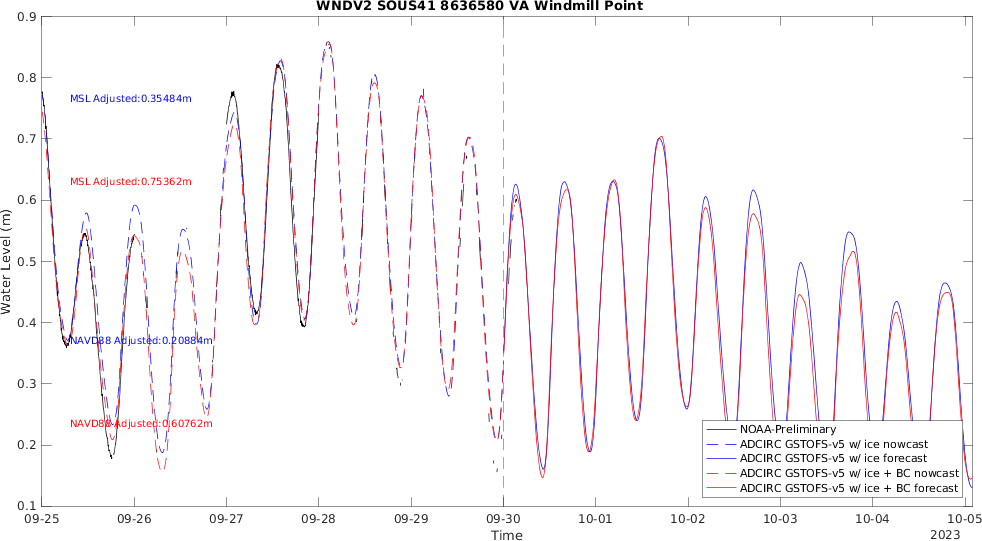 WNDV2 SOUS41 8636580 VA Windmill Point
0.9
0.8
0.7
0.6
0.5
0.4
0.3
0.2
0.1
Water Level (m)
MSL Adjusted:0.35484m
MSL Adjusted:0.75362m
NAVD88 Adjusted:0.20884m
NAVD88 Adjusted:0.60762m
NOAA-Preliminary
ADCIRC GSTOFS-v5 w/ ice nowcast
ADCIRC GSTOFS-v5 w/ ice forecast
ADCIRC GSTOFS-v5 w/ ice + BC nowcast
ADCIRC GSTOFS-v5 w/ ice + BC forecast
09-25 09-26 09-27 09-28 09-29 09-30 10-01 10-02 10-03 10-04 10-05
Time
2023